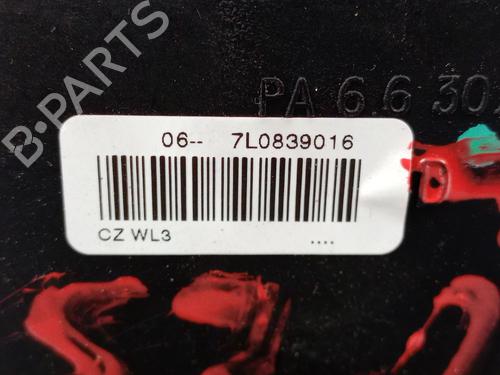 PA 6.6 30
06-- 7L0839016
CZ WL3 ....
B-PARTS